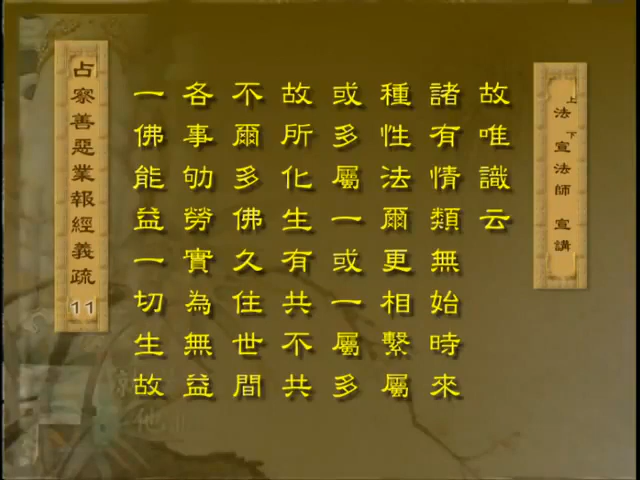 上法下宣法師 宣講
故唯識云
諸有情類無始時來
種性法爾更相繫屬
或多屬一或一屬多
故所化生有共不共
不爾多佛久住世間
各事劬勞實為無益
一佛能益一切生故
占察善惡業報經義疏 11